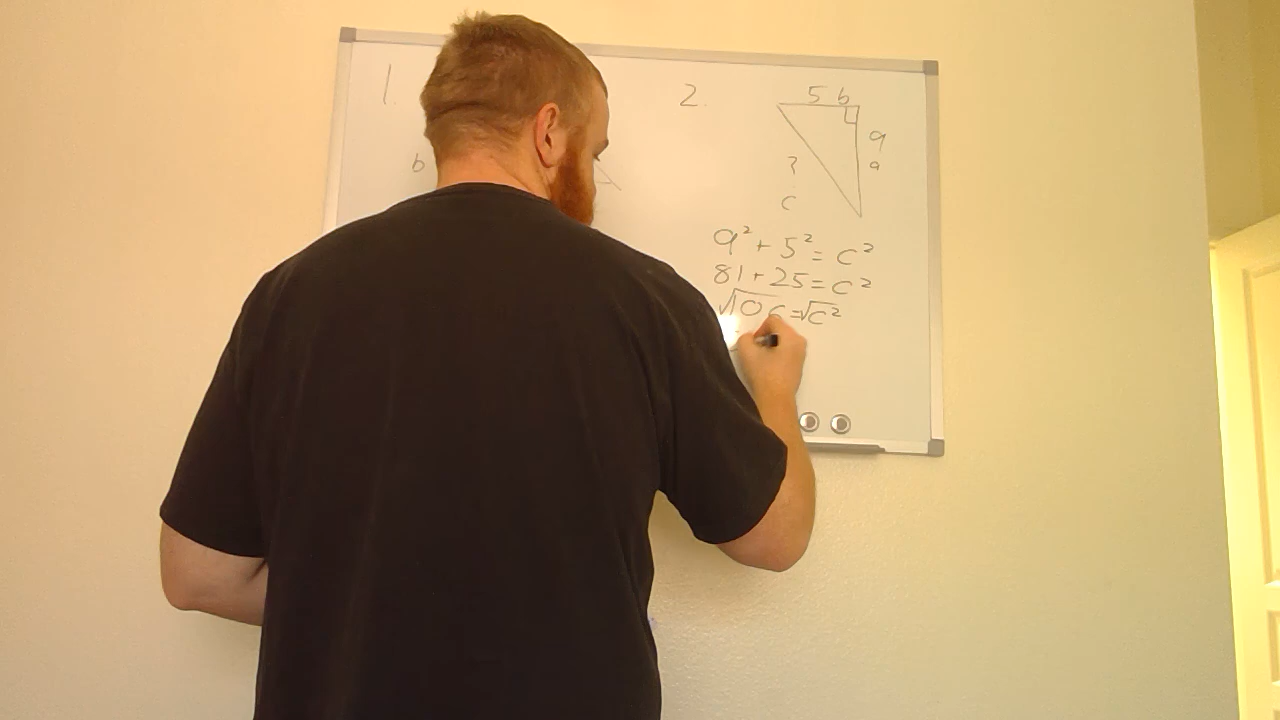 1.
b
2.
5 b
9
?
a
c
9² + 5² = c²
81 + 25 = c²
√106 = √c²